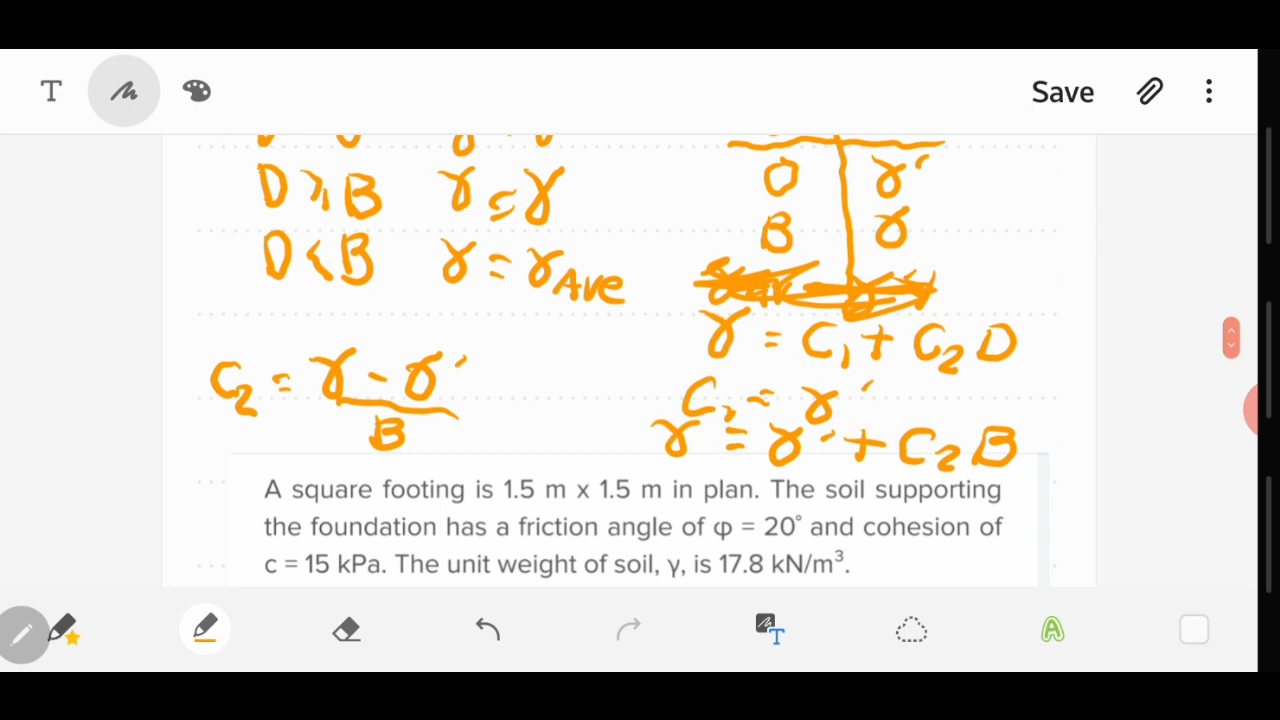 T Save
D ⩾ B γ = γ
D < B γ = γAve
O γ'
B γ
γ = C₁ + C₂ D
C₂ = γ - γ' / B
C₁ = γ'
γ = γ' + C₂ B
A square footing is 1.5 m x 1.5 m in plan. The soil supporting
the foundation has a friction angle of φ = 20° and cohesion of
c = 15 kPa. The unit weight of soil, γ, is 17.8 kN/m³.
T A